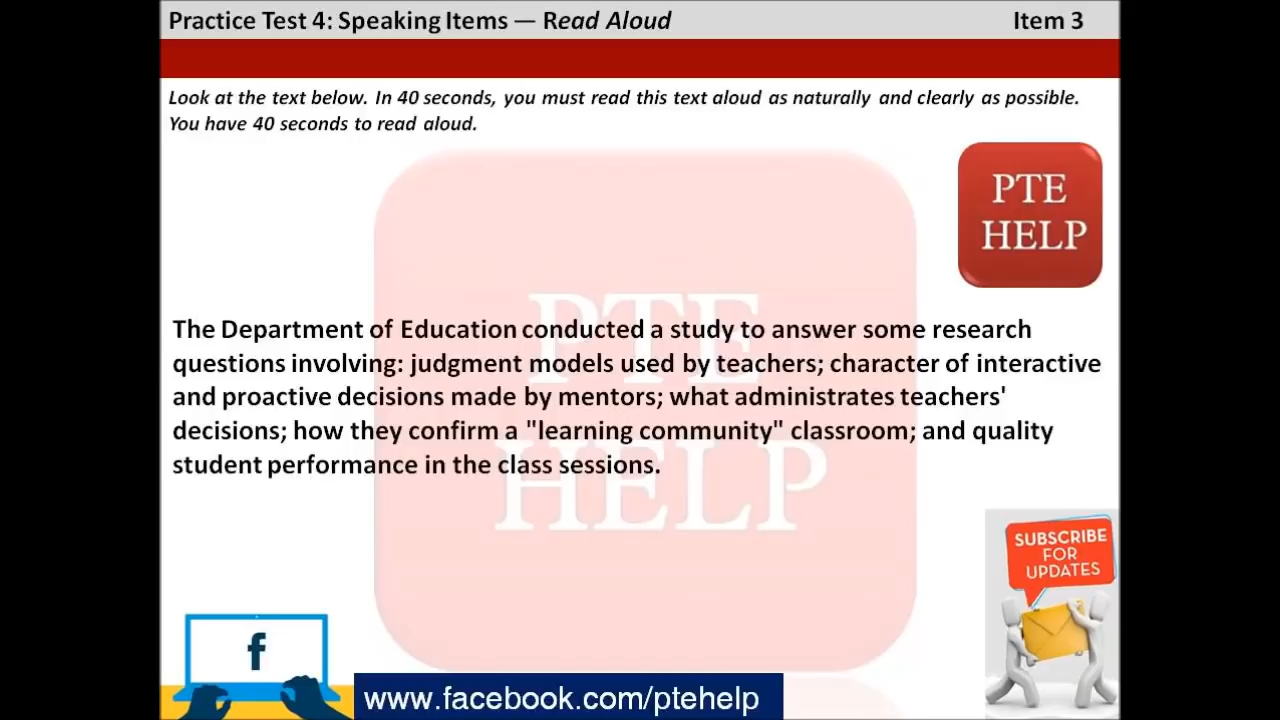 Practice Test 4: Speaking Items — Read Aloud Item 3
Look at the text below. In 40 seconds, you must read this text aloud as naturally and clearly as possible.
You have 40 seconds to read aloud.
PTE
HELP
PTE
HELP
The Department of Education conducted a study to answer some research
questions involving: judgment models used by teachers; character of interactive
and proactive decisions made by mentors; what administrates teachers'
decisions; how they confirm a "learning community" classroom; and quality
student performance in the class sessions.
SUBSCRIBE
FOR
UPDATES
f
www.facebook.com/ptehelp